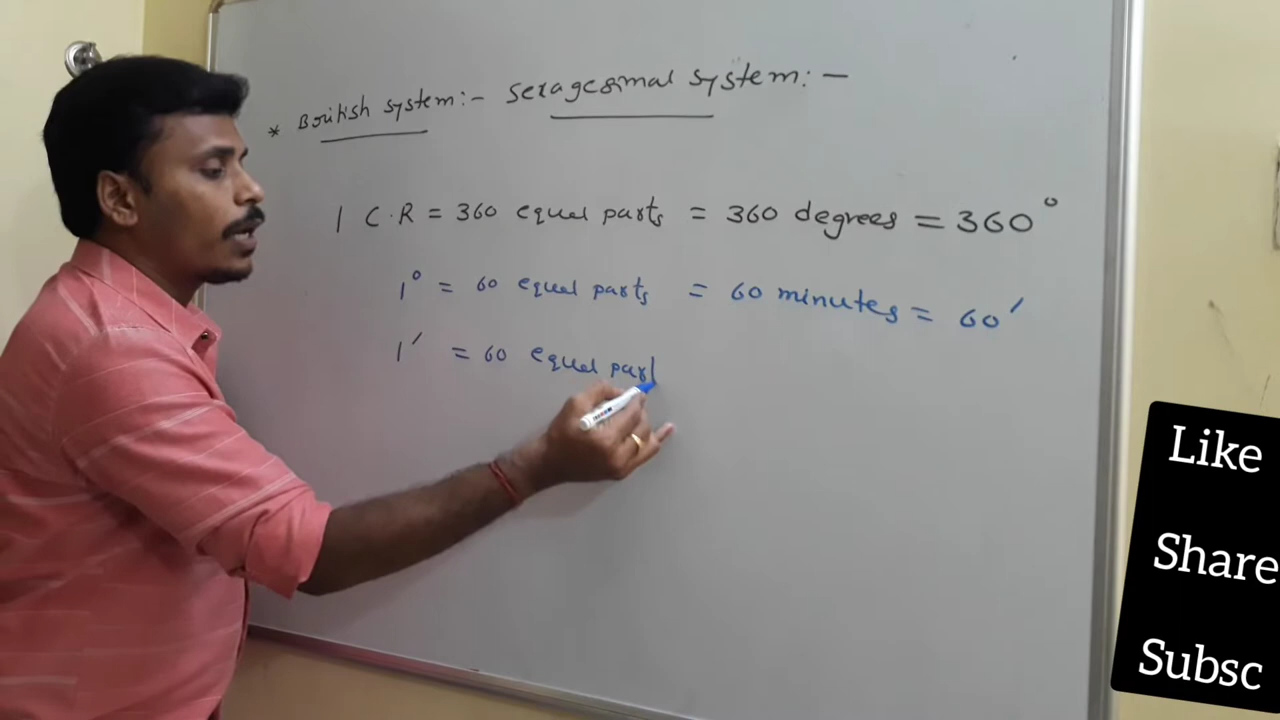 * British system:- Sexagesimal system:-
1 C.R = 360 equal parts = 360 degrees = 360°
1° = 60 equal parts = 60 minutes = 60′
1′ = 60 equal part
Like
Share
Subsc